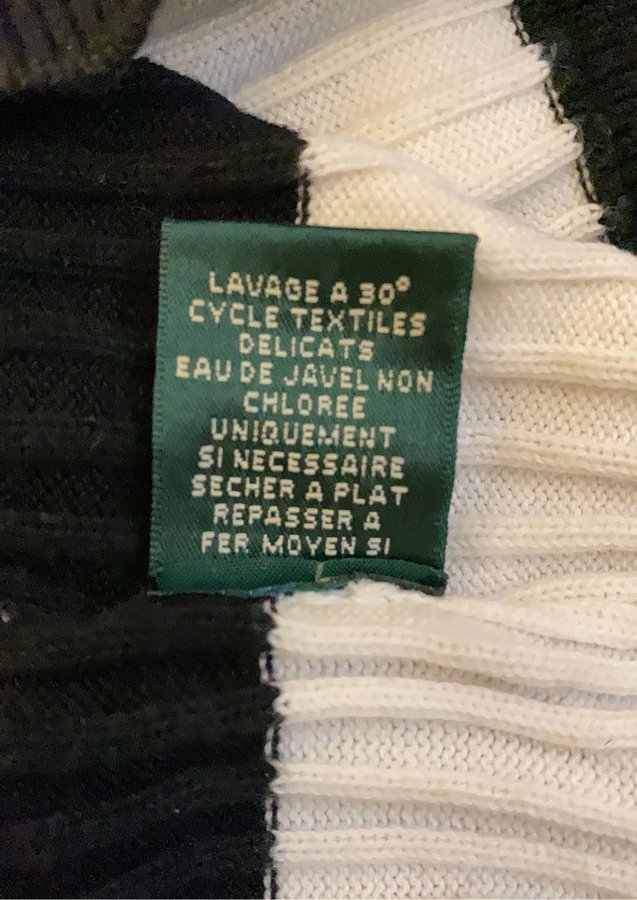 LAVAGE A 30°
CYCLE TEXTILES
DELICATS
EAU DE JAVEL NON
CHLOREE
UNIQUEMENT
SI NECESSAIRE
SECHER A PLAT
REPASSER A
FER MOYEN SI